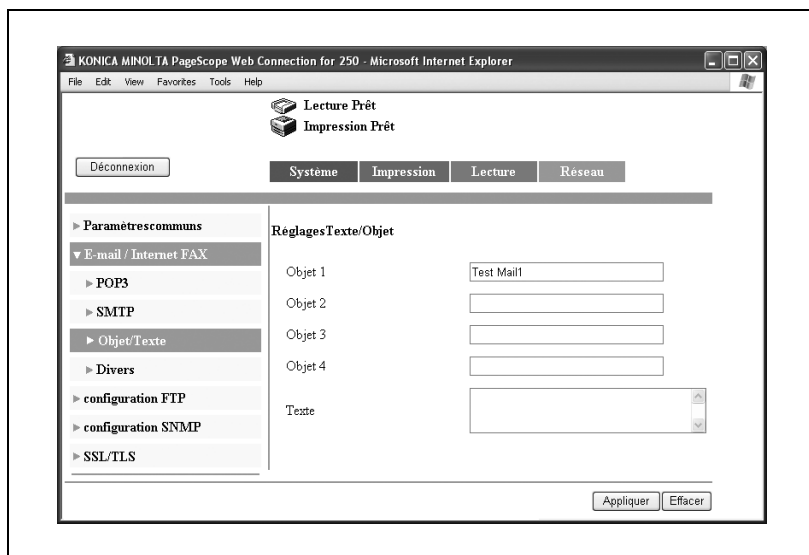 KONICA MINOLTA PageScope Web Connection for 250 - Microsoft Internet Explorer
File Edit View Favorites Tools Help
Lecture Prêt
Impression Prêt
Déconnexion
Système Impression Lecture Réseau
Paramètrescommuns
E-mail / Internet FAX
POP3
SMTP
Objet/Texte
Divers
configuration FTP
configuration SNMP
SSL/TLS
RéglagesTexte/Objet
Objet 1 Test Mail1
Objet 2
Objet 3
Objet 4
Texte
Appliquer Effacer